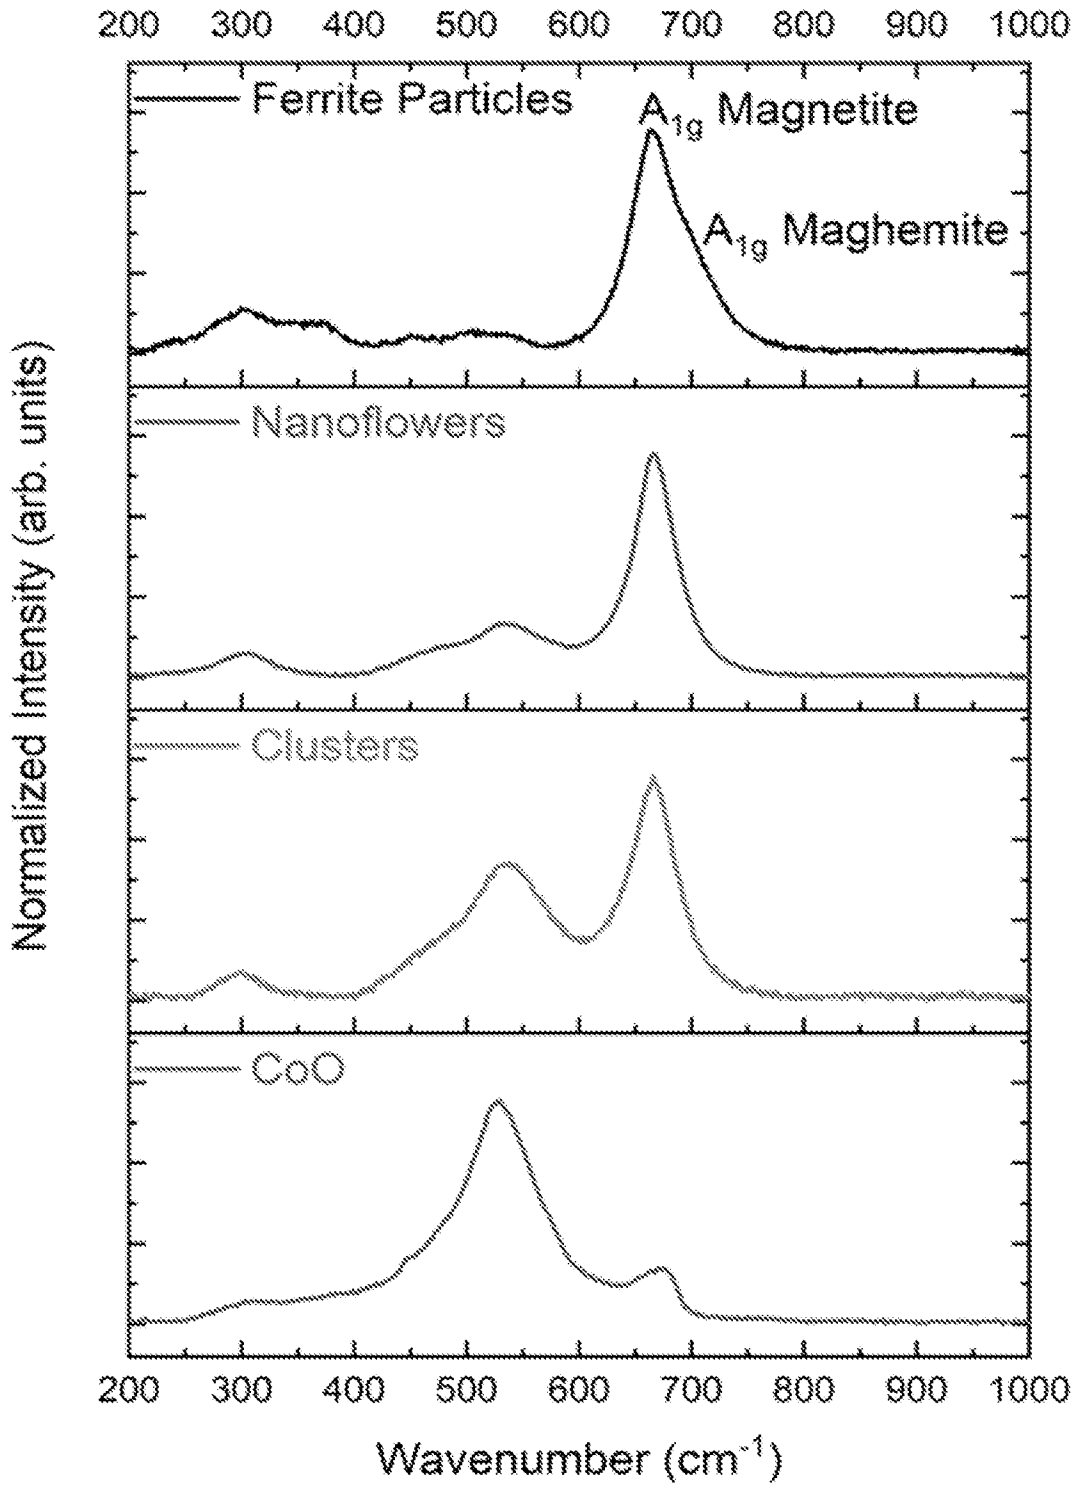 200 300 400 500 600 700 800 900 1000
Ferrite Particles
A1g Magnetite
A1g Maghemite
Nanoflowers
Clusters
CoO
Normalized Intensity (arb. units)
200 300 400 500 600 700 800 900 1000
Wavenumber (cm-1)